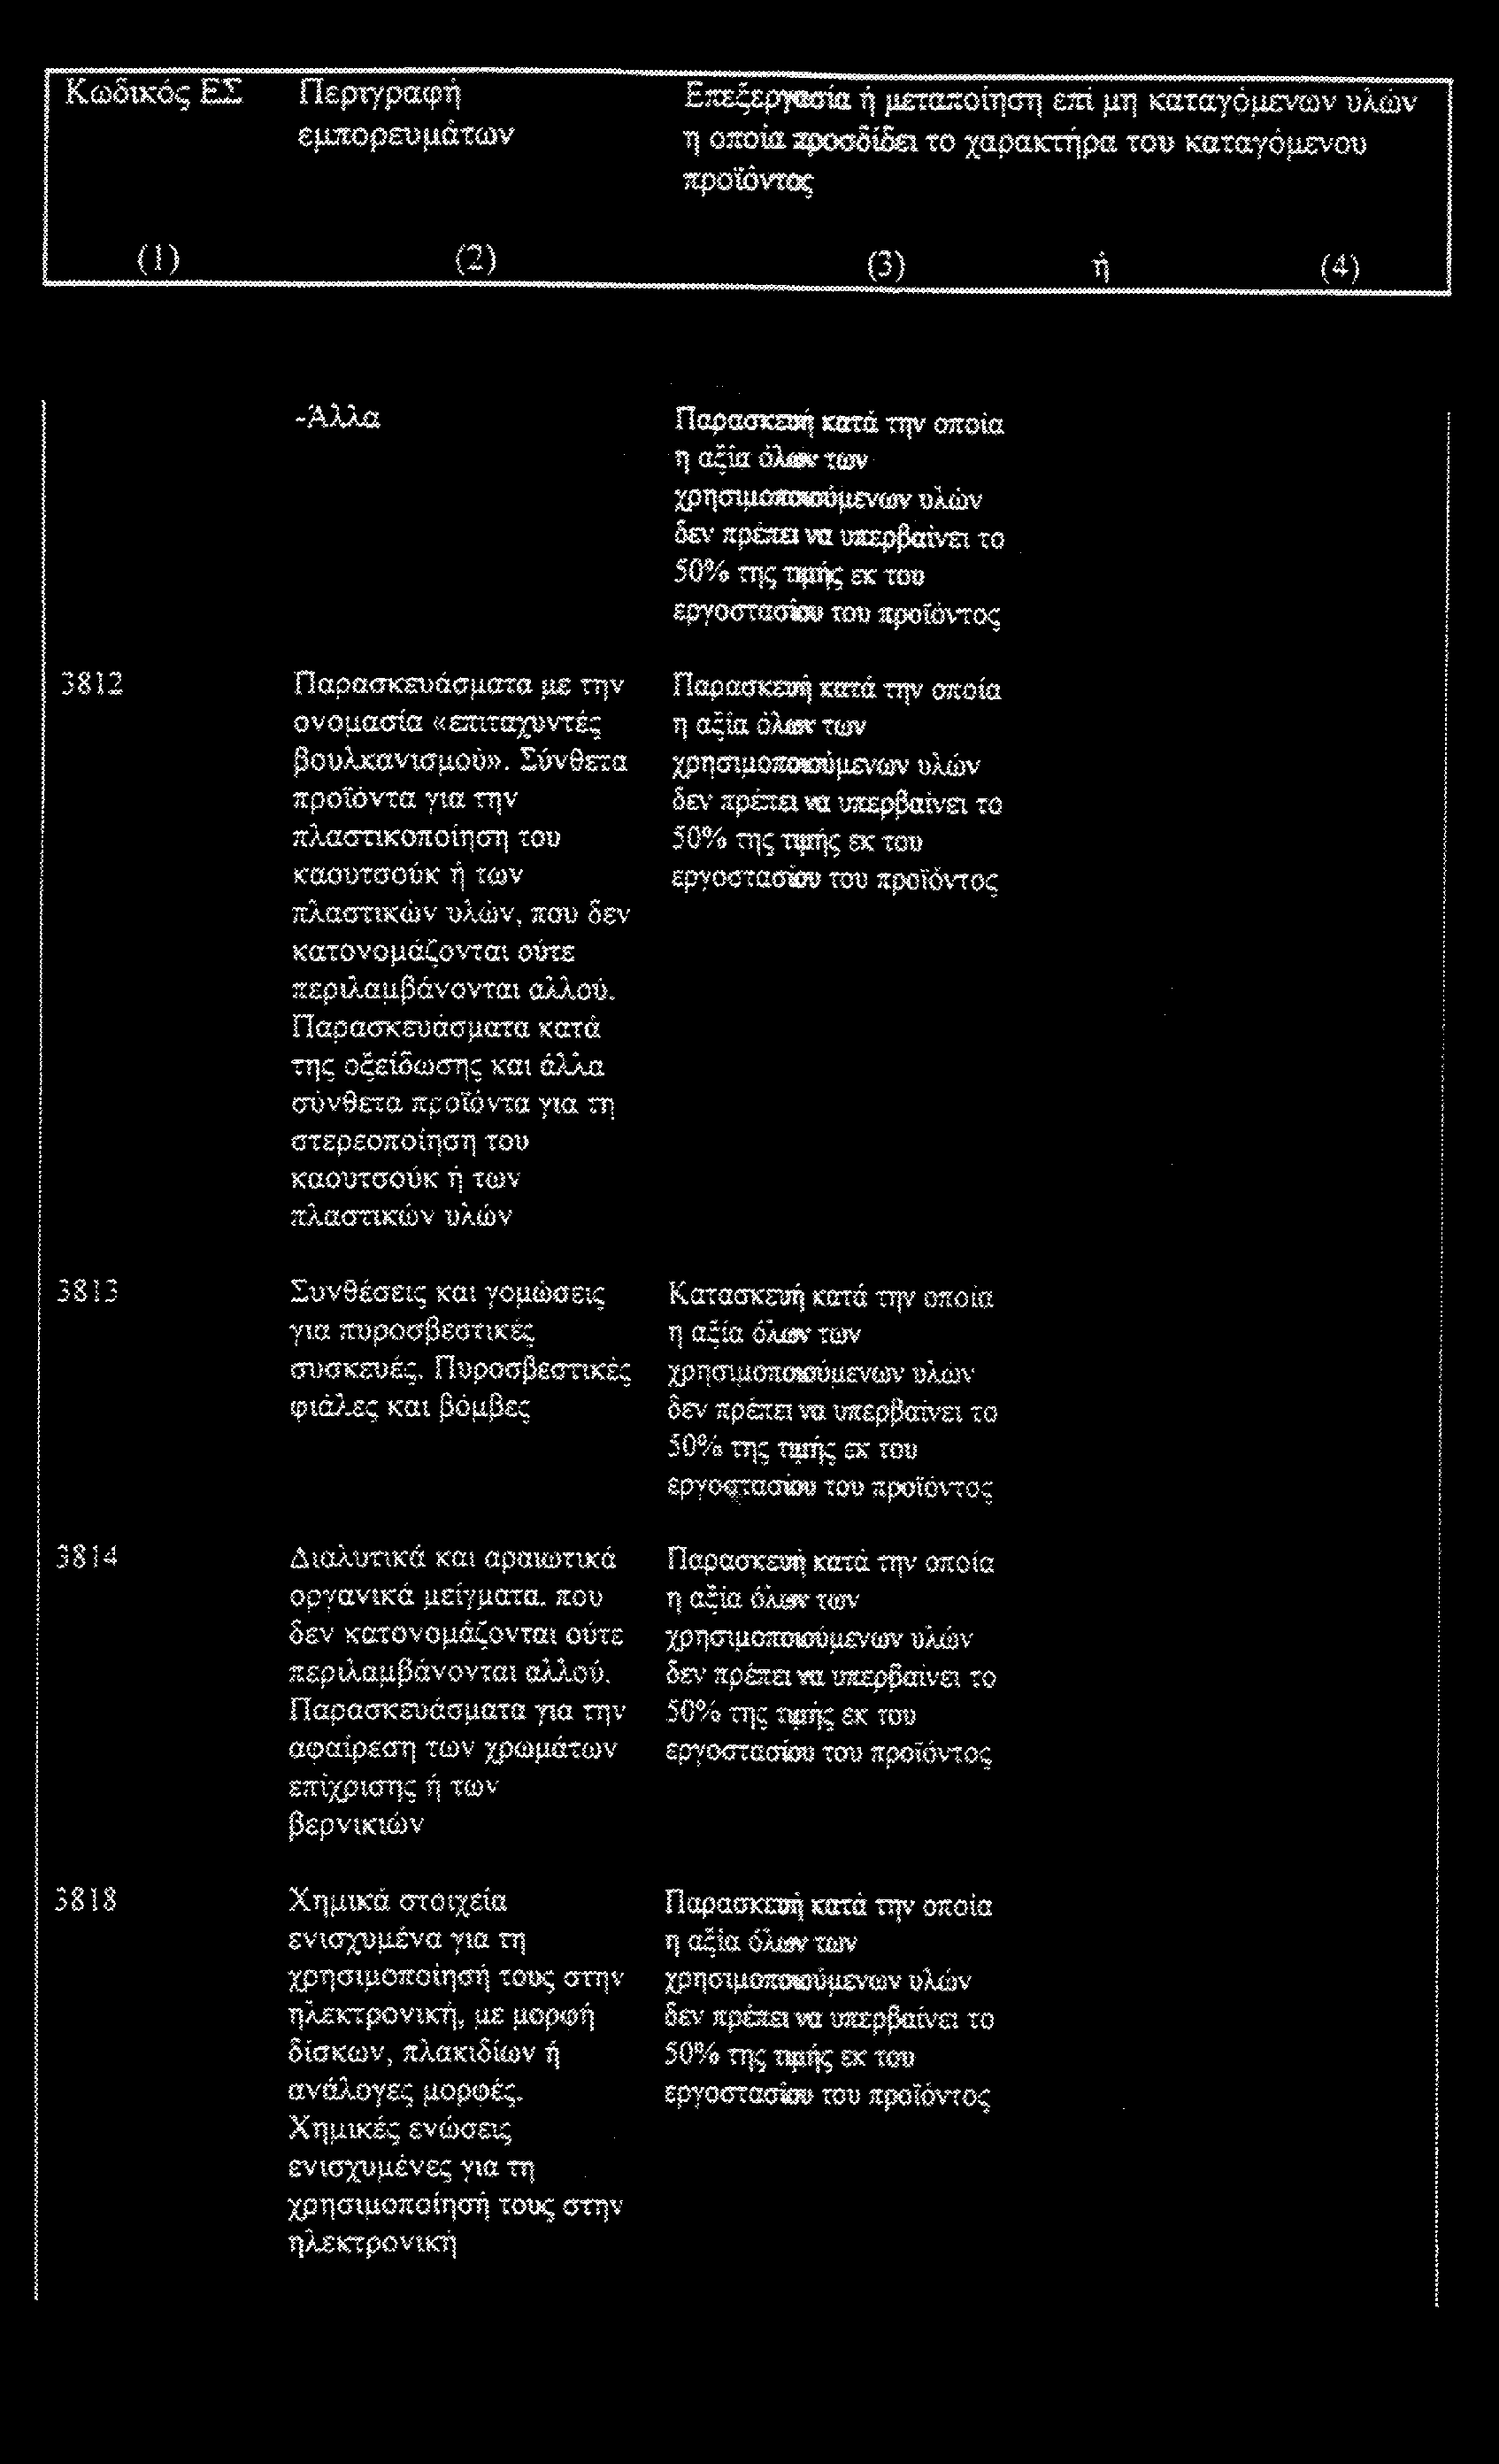 Κωδικός ΕΣ
Περιγραφή
εμπορευμάτων
Επεξεργασία ή μεταποίηση επί μη καταγόμενων υλών
η οποία προσδίδει το χαρακτήρα του καταγόμενου
προϊόντος
(1)
(2)
(3)
ή
(4)
-Άλλα
Παρασκευή κατά την οποία
η αξία όλων των
χρησιμοποιούμενων υλών
δεν πρέπει να υπερβαίνει το
50% της τιμής εκ του
εργοστασίου του προϊόντος
3812
Παρασκευάσματα με την
ονομασία «επιταχυντές
βουλκανισμού». Σύνθετα
προϊόντα για την
πλαστικοποίηση του
καουτσούκ ή των
πλαστικών υλών, που δεν
κατονομάζονται ούτε
περιλαμβάνονται αλλού.
Παρασκευάσματα κατά
της οξείδωσης και άλλα
σύνθετα προϊόντα για τη
στερεοποίηση του
καουτσούκ ή των
πλαστικών υλών
Παρασκευή κατά την οποία
η αξία όλων των
χρησιμοποιούμενων υλών
δεν πρέπει να υπερβαίνει το
50% της τιμής εκ του
εργοστασίου του προϊόντος
3813
Συνθέσεις και γομώσεις
για πυροσβεστικές
συσκευές. Πυροσβεστικές
φιάλες και βόμβες
Κατασκευή κατά την οποία
η αξία όλων των
χρησιμοποιούμενων υλών
δεν πρέπει να υπερβαίνει το
50% της τιμής εκ του
εργοστασίου του προϊόντος
3814
Διαλυτικά και αραιωτικά
οργανικά μείγματα, που
δεν κατονομάζονται ούτε
περιλαμβάνονται αλλού.
Παρασκευάσματα για την
αφαίρεση των χρωμάτων
επίχρισης ή των
βερνικιών
Παρασκευή κατά την οποία
η αξία όλων των
χρησιμοποιούμενων υλών
δεν πρέπει να υπερβαίνει το
50% της τιμής εκ του
εργοστασίου του προϊόντος
3818
Χημικά στοιχεία
ενισχυμένα για τη
χρησιμοποίησή τους στην
ηλεκτρονική, με μορφή
δίσκων, πλακιδίων ή
ανάλογες μορφές.
Χημικές ενώσεις
ενισχυμένες για τη
χρησιμοποίησή τους στην
ηλεκτρονική
Παρασκευή κατά την οποία
η αξία όλων των
χρησιμοποιούμενων υλών
δεν πρέπει να υπερβαίνει το
50% της τιμής εκ του
εργοστασίου του προϊόντος